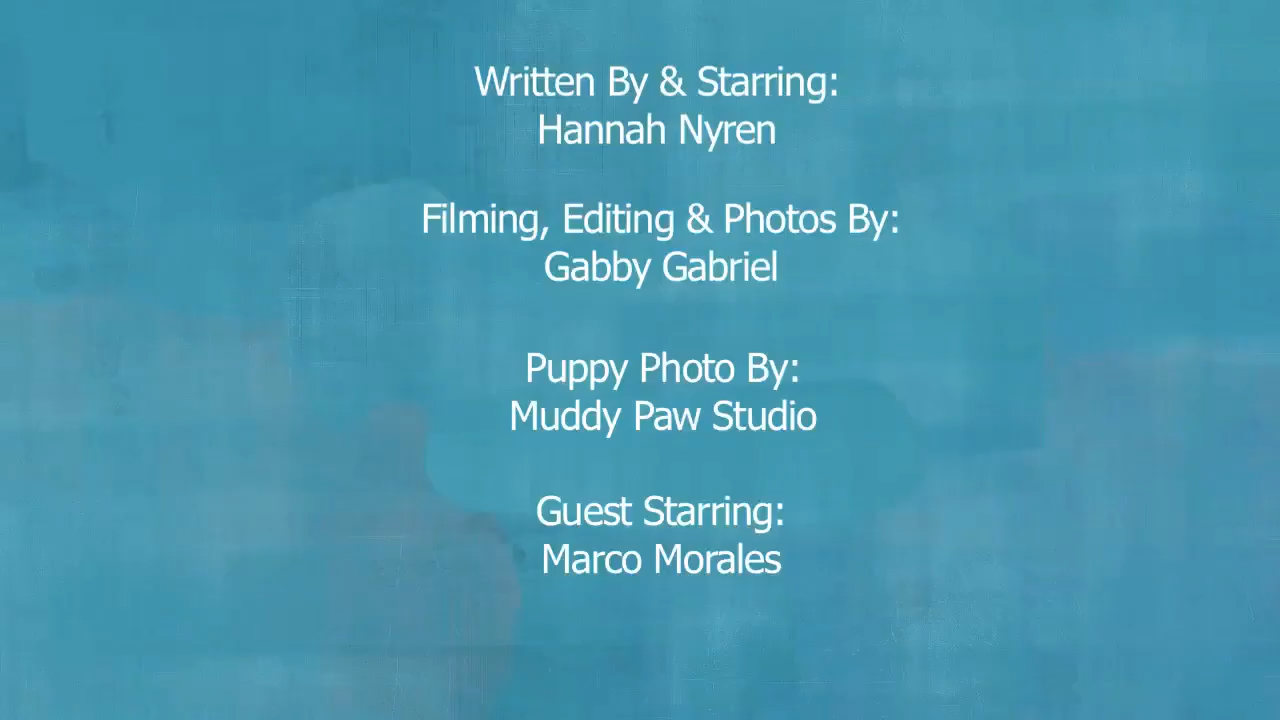 Written By & Starring:
Hannah Nyren
Filming, Editing & Photos By:
Gabby Gabriel
Puppy Photo By:
Muddy Paw Studio
Guest Starring:
Marco Morales